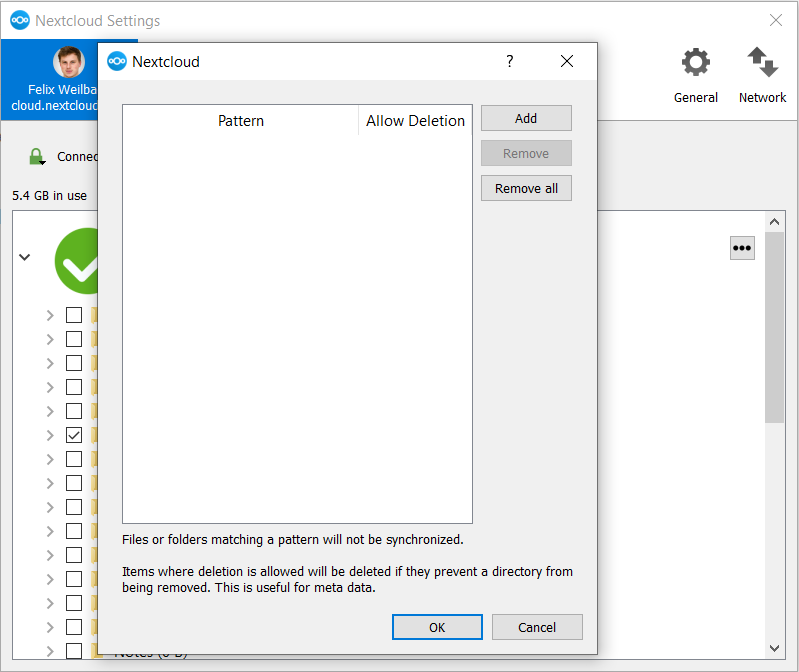 Nextcloud Settings
Felix Weilba
cloud.nextcloud
General
Network
Connec
5.4 GB in use
Nextcloud
?
Pattern
Allow Deletion
Add
Remove
Remove all
Files or folders matching a pattern will not be synchronized.
Items where deletion is allowed will be deleted if they prevent a directory from
being removed. This is useful for meta data.
OK
Cancel